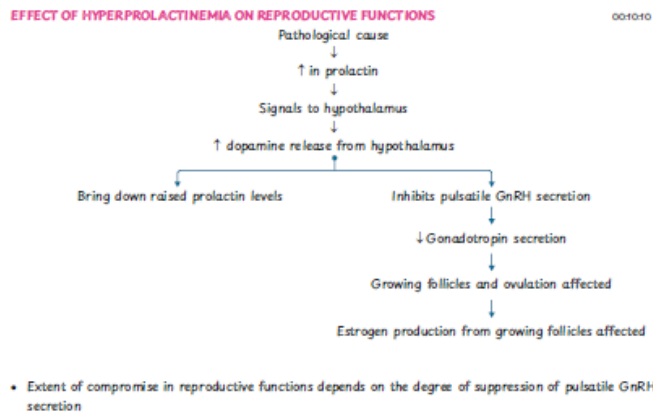 EFFECT OF HYPERPROLACTINEMIA ON REPRODUCTIVE FUNCTIONS 00:10:10
Pathological cause
↓
↑ in prolactin
↓
Signals to hypothalamus
↓
↑ dopamine release from hypothalamus
Bring down raised prolactin levels
Inhibits pulsatile GnRH secretion
↓ Gonadotropin secretion
Growing follicles and ovulation affected
Estrogen production from growing follicles affected
• Extent of compromise in reproductive functions depends on the degree of suppression of pulsatile GnRH
secretion